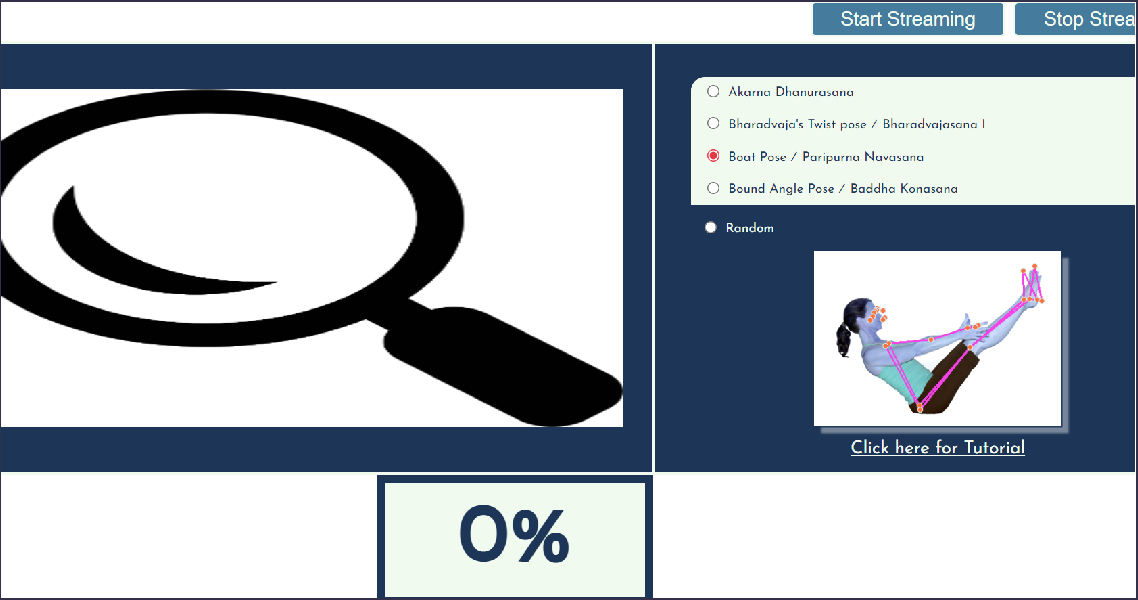 Start Streaming
Stop Strea
Akarna Dhanurasana
Bharadvaja's Twist pose / Bharadvajasana I
Boat Pose / Paripurna Navasana
Bound Angle Pose / Baddha Konasana
Random
Click here for Tutorial
0%